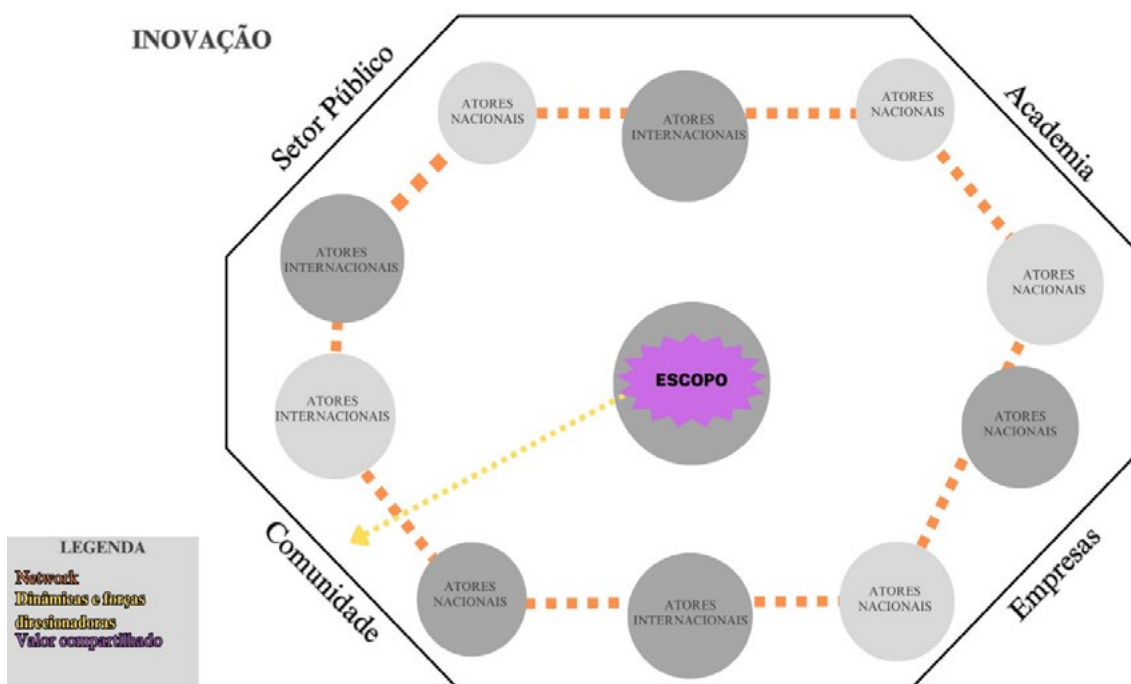 INOVAÇÃO
Setor Público
Academia
ATORES
NACIONAIS
ATORES
INTERNACIONAIS
ATORES
NACIONAIS
ATORES
INTERNACIONAIS
ATORES
NACIONAIS
ESCOPO
ATORES
INTERNACIONAIS
ATORES
NACIONAIS
ATORES
NACIONAIS
ATORES
INTERNACIONAIS
ATORES
NACIONAIS
Comunidade
Empresas
LEGENDA
Network
Dinâmicas e forças
direcionadoras
Valor compartilhado